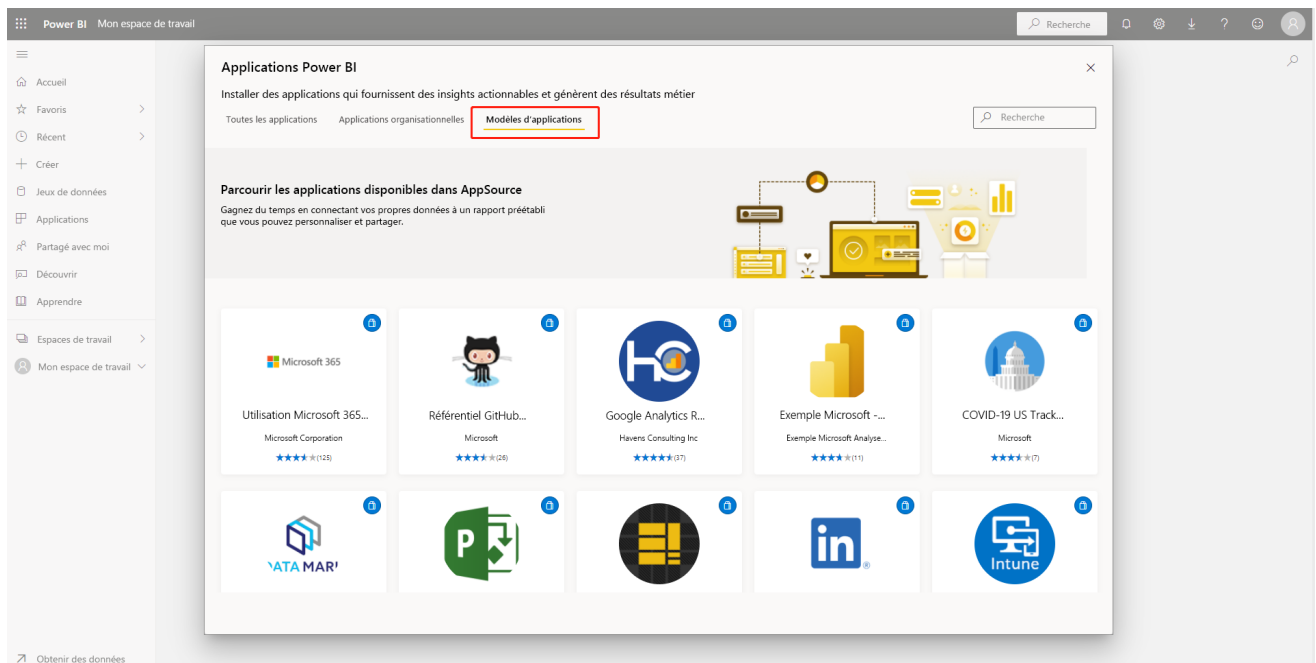 Power BI Mon espace de travail
Recherche
Accueil
Favoris
Récent
Créer
Jeux de données
Applications
Partagé avec moi
Découvrir
Apprendre
Espaces de travail
Mon espace de travail
Obtenir des données
Applications Power BI
Installer des applications qui fournissent des insights actionnables et génèrent des résultats métier
Toutes les applications Applications organisationnelles Modèles d'applications
Recherche
Parcourir les applications disponibles dans AppSource
Gagnez du temps en connectant vos propres données à un rapport préétabli
que vous pouvez personnaliser et partager.
Microsoft 365
Utilisation Microsoft 365...
Microsoft Corporation
(125)
Référentiel GitHub...
Microsoft
(26)
HC
Google Analytics R...
Havens Consulting Inc
(37)
Exemple Microsoft -...
Exemple Microsoft Analyse...
(11)
COVID-19 US Track...
Microsoft
(7)
DATA MAR
P
in
Intune